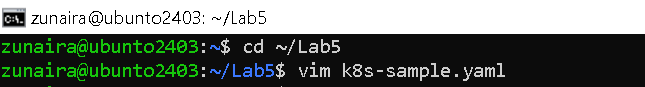 zunaira@ubunto2403: ~/Lab5
zunaira@ubunto2403:~$ cd ~/Lab5
zunaira@ubunto2403:~/Lab5$ vim k8s-sample.yaml